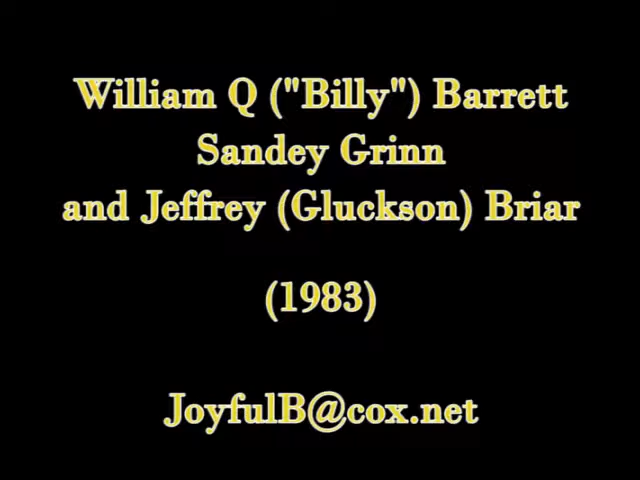 William Q ("Billy") Barrett
Sandey Grinn
and Jeffrey (Gluckson) Briar
(1983)
JoyfulB@cox.net